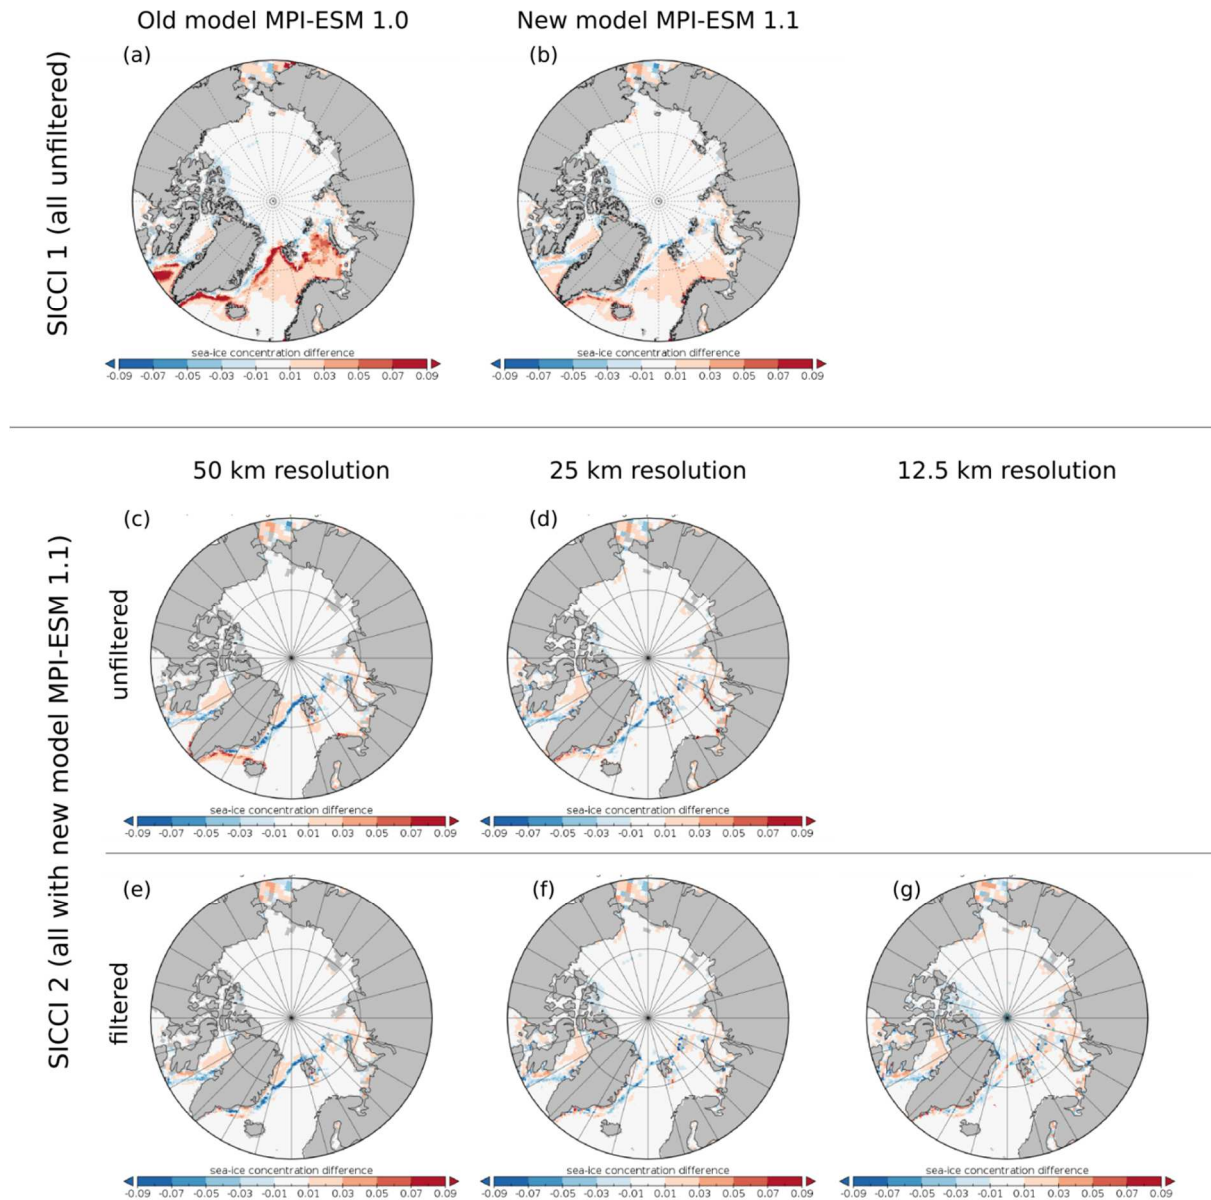 Old model MPI-ESM 1.0
New model MPI-ESM 1.1
SICCI 1 (all unfiltered)
(a)
(b)
sea-ice concentration difference
-0.09 -0.07 -0.05 -0.03 -0.01 0.01 0.03 0.05 0.07 0.09
sea-ice concentration difference
-0.09 -0.07 -0.05 -0.03 -0.01 0.01 0.03 0.05 0.07 0.09
50 km resolution
25 km resolution
12.5 km resolution
SICCI 2 (all with new model MPI-ESM 1.1)
unfiltered
(c)
(d)
sea-ice concentration difference
-0.09 -0.07 -0.05 -0.03 -0.01 0.01 0.03 0.05 0.07 0.09
sea-ice concentration difference
-0.09 -0.07 -0.05 -0.03 -0.01 0.01 0.03 0.05 0.07 0.09
filtered
(e)
(f)
(g)
sea-ice concentration difference
-0.09 -0.07 -0.05 -0.03 -0.01 0.01 0.03 0.05 0.07 0.09
sea-ice concentration difference
-0.09 -0.07 -0.05 -0.03 -0.01 0.01 0.03 0.05 0.07 0.09
sea-ice concentration difference
-0.09 -0.07 -0.05 -0.03 -0.01 0.01 0.03 0.05 0.07 0.09